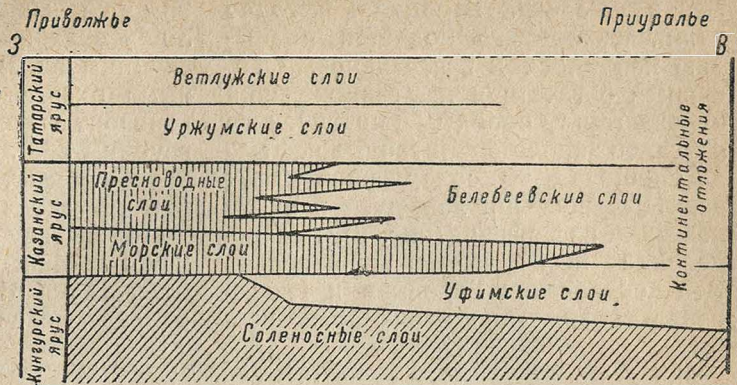 Приволжье Приуралье
З В
Татарский
ярус
Ветлужские слои
Уржумские слои
Казанский
ярус
Пресноводные
слои
Белебеевские слои
Морские слои
Континентальные
отложения
Кунгурский
ярус
Уфимские слои
Соленосные слои